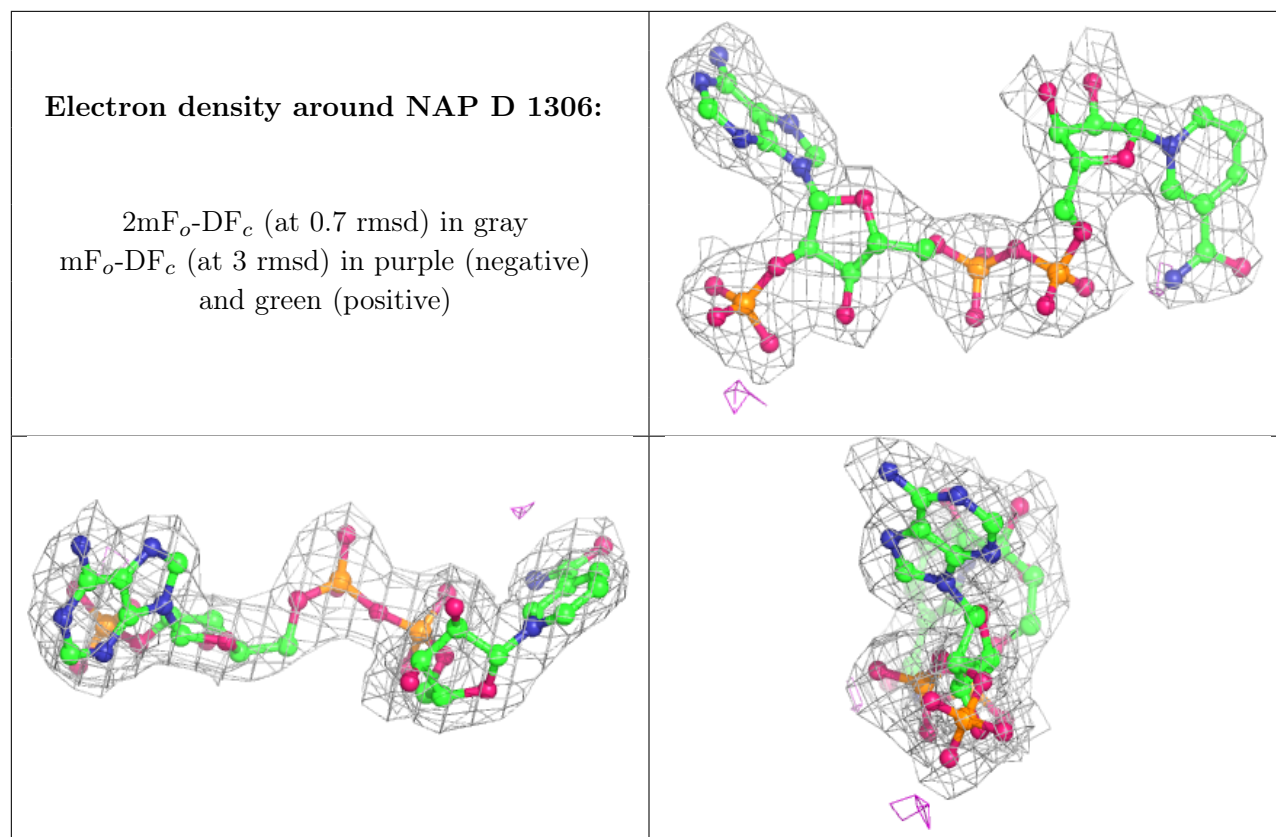 Electron density around NAP D 1306:
2mFo-DFc (at 0.7 rmsd) in gray
mFo-DFc (at 3 rmsd) in purple (negative)
and green (positive)